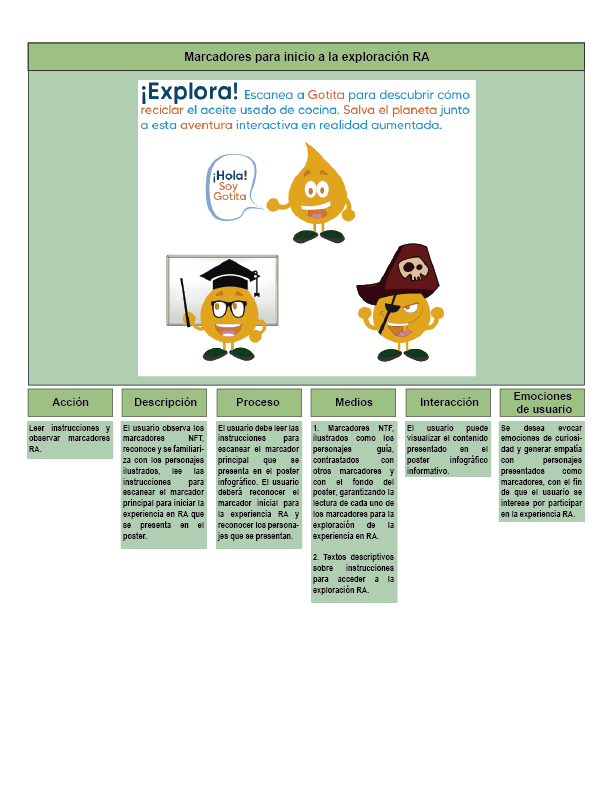 Marcadores para inicio a la exploración RA
¡Explora! Escanea a Gotita para descubrir cómo
reciclar el aceite usado de cocina. Salva el planeta junto
a esta aventura interactiva en realidad aumentada.
¡Hola!
Soy
Gotita
Acción
Leer instrucciones y
observar marcadores
RA.
Descripción
El usuario observa los
marcadores NFT,
reconoce y se familiari-
za con los personajes
ilustrados, lee las
instrucciones para
escanear el marcador
principal para iniciar la
experiencia en RA que
se presenta en el
poster.
Proceso
El usuario debe leer las
instrucciones para
escanear el marcador
principal que se
presenta en el poster
infográfico. El usuario
deberá reconocer el
marcador inicial para
la experiencia RA y
reconocer los persona-
jes que se presentan.
Medios
1. Marcadores NTF,
ilustrados como los
personajes guía,
contrastados con
otros marcadores y
con el fondo del
poster, garantizando la
lectura de cada uno de
los marcadores para la
exploración de la
experiencia en RA.
2. Textos descriptivos
sobre instrucciones
para acceder a la
exploración RA.
Interacción
El usuario puede
visualizar el contenido
presentado en el
poster infográfico
informativo.
Emociones
de usuario
Se desea evocar
emociones de curiosi-
dad y generar empatía
con personajes
presentados como
marcadores, con el fin
de que el usuario se
interese por participar
en la experiencia RA.